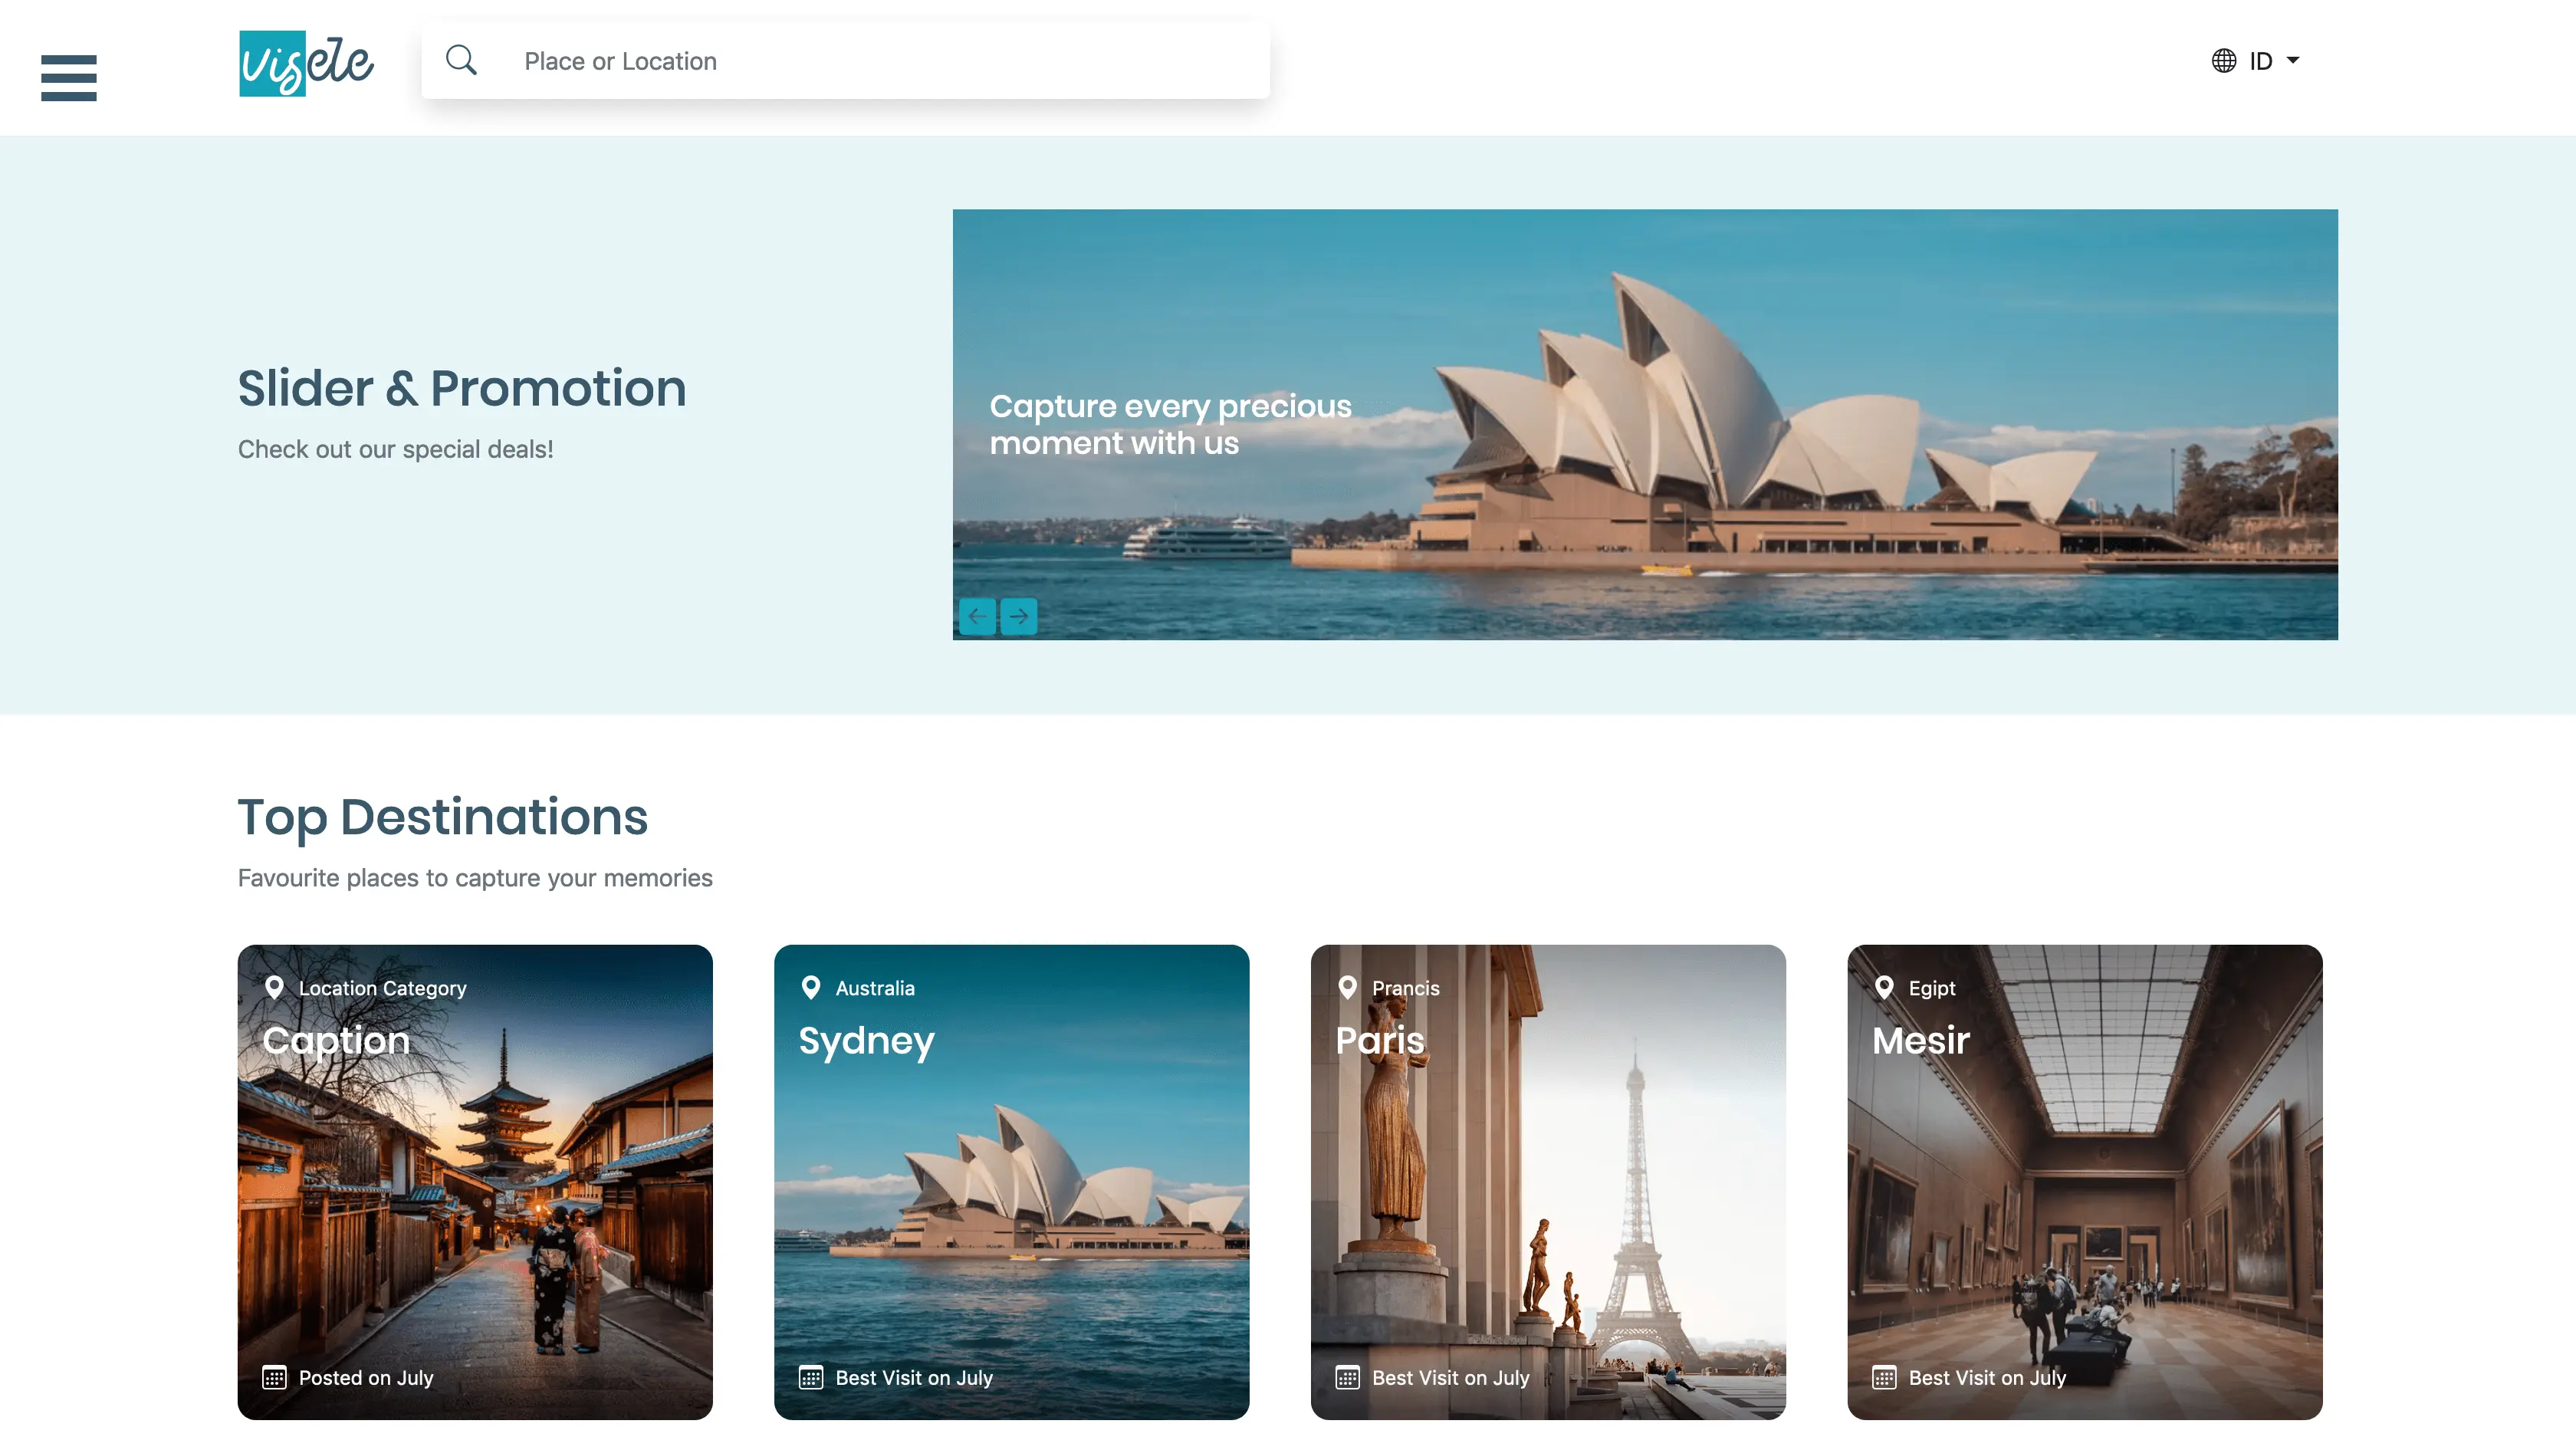 visele
Place or Location
ID
Slider & Promotion
Check out our special deals!
Capture every precious
moment with us
Top Destinations
Favourite places to capture your memories
Location Category
Caption
Posted on July
Australia
Sydney
Best Visit on July
Prancis
Paris
Best Visit on July
Egipt
Mesir
Best Visit on July